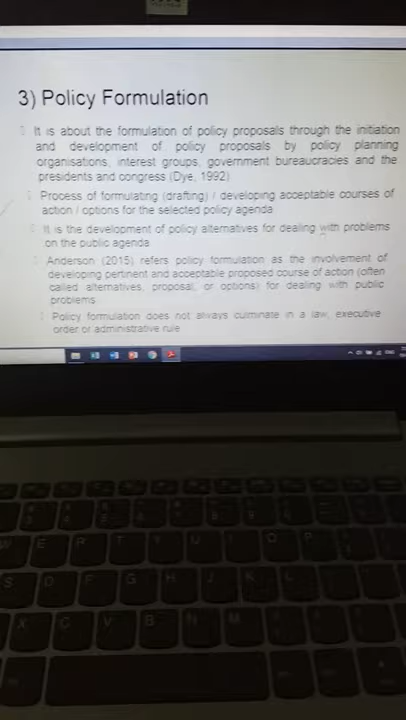 3) Policy Formulation
It is about the formulation of policy proposals through the initiation
and development of policy proposals by policy planning
organisations, interest groups, government bureaucracies and the
presidents and congress (Dye, 1992)
Process of formulating (drafting) / developing acceptable courses of
action / options for the selected policy agenda
It is the development of policy alternatives for dealing with problems
on the public agenda
Anderson (2015) refers policy formulation as the involvement of
developing pertinent and acceptable proposed course of action (often
called alternatives, proposal, or options) for dealing with public
problems
Policy formulation does not always culminate in a law, executive
order or administrative rule
E R T Y U I O P
S D F G H J K L
X C V B N M